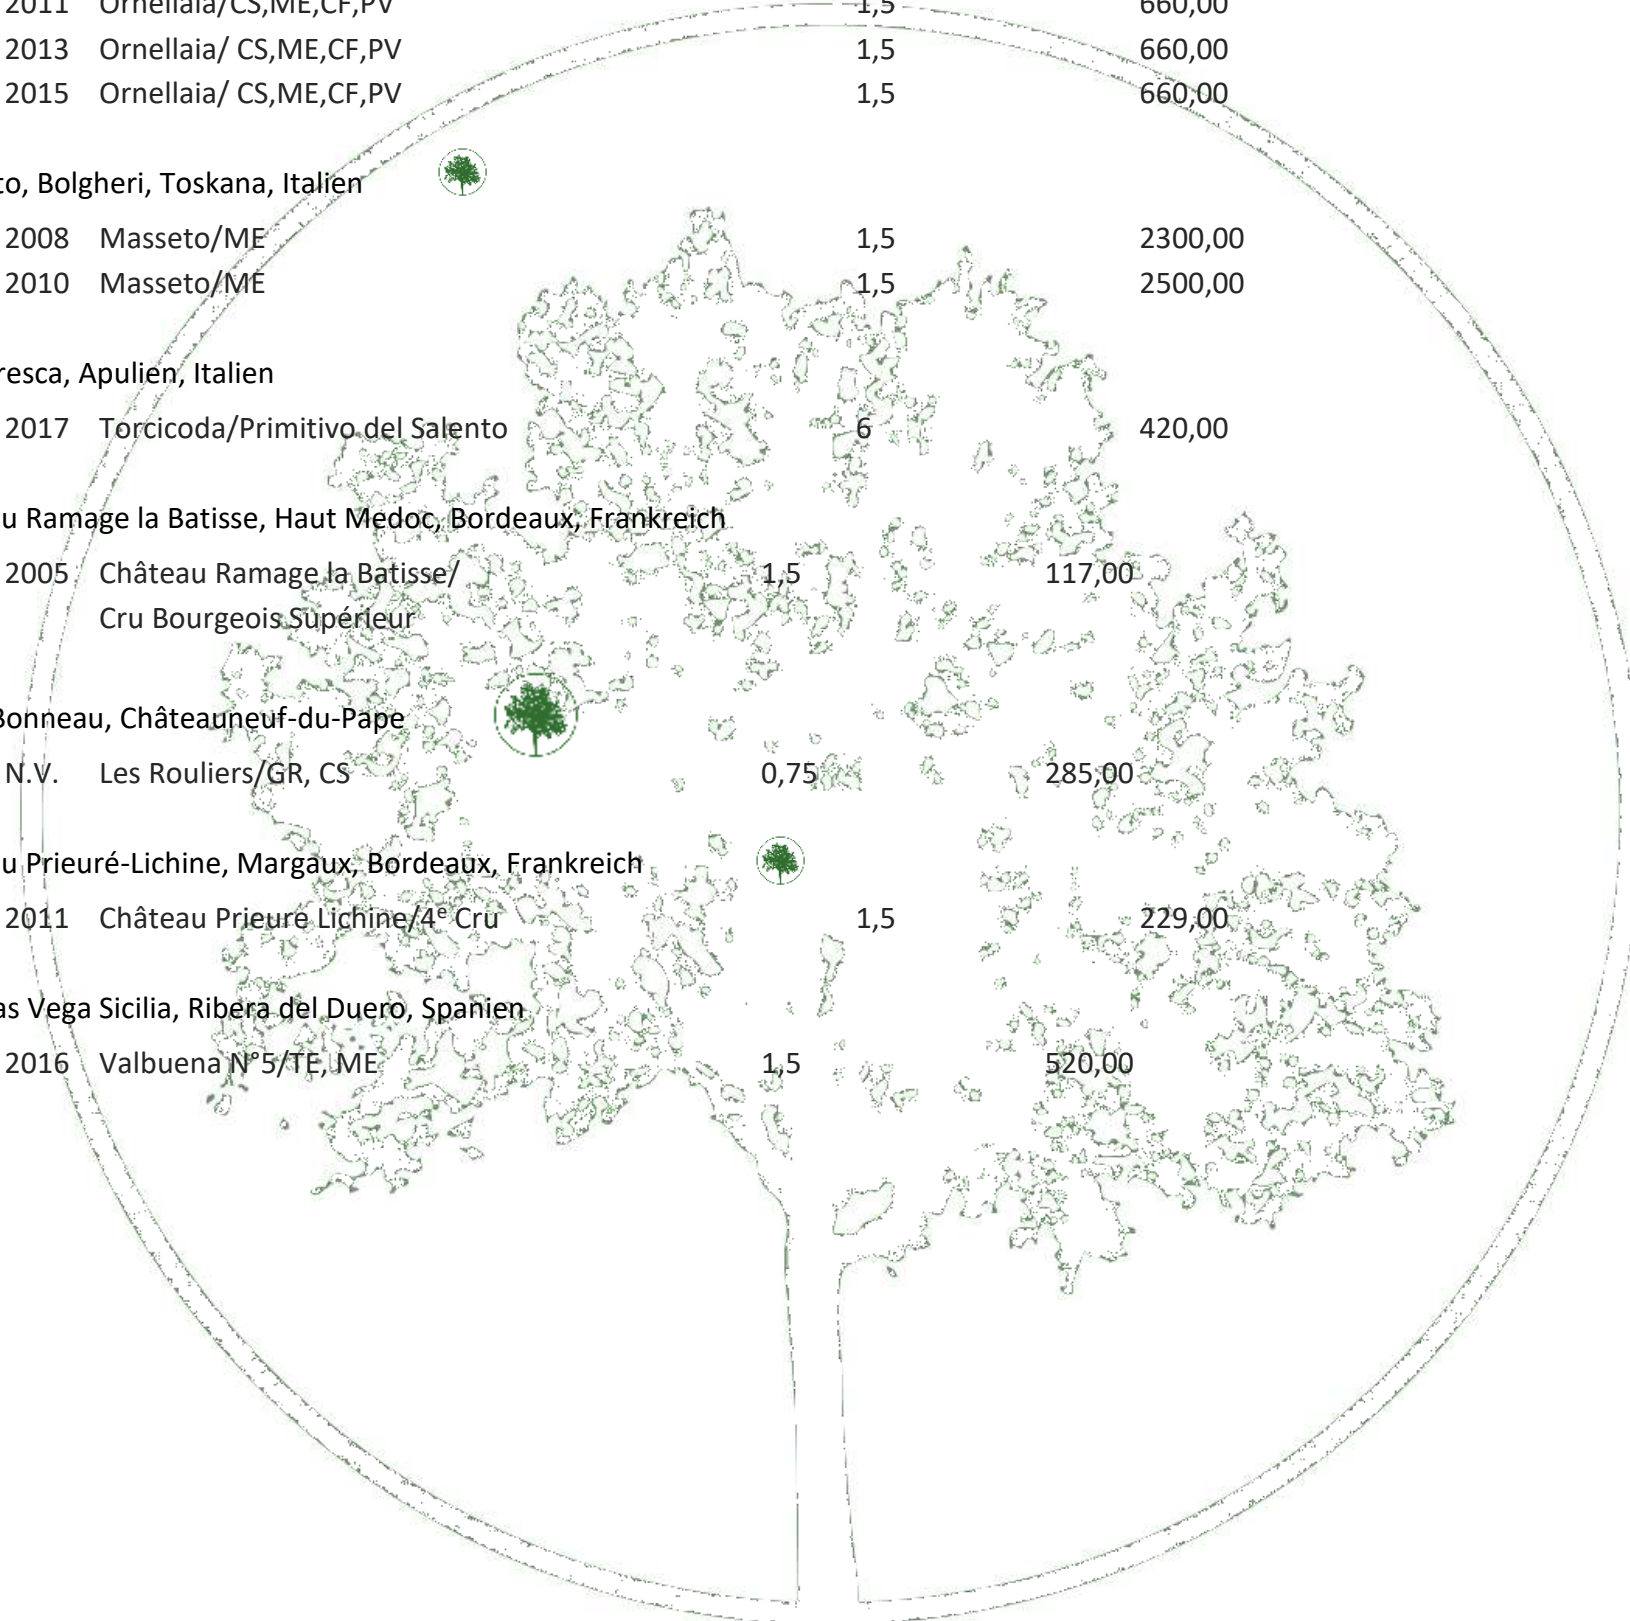 2011 Ornellaia/CS,ME,CF,PV 1,5 660,00
2013 Ornellaia/ CS,ME,CF,PV 1,5 660,00
2015 Ornellaia/ CS,ME,CF,PV 1,5 660,00
to, Bolgheri, Toskana, Italien
2008 Masseto/ME 1,5 2300,00
2010 Masseto/ME 1,5 2500,00
resca, Apulien, Italien
2017 Torcicoda/Primitivo del Salento 6 420,00
u Ramage la Batisse, Haut Medoc, Bordeaux, Frankreich
2005 Château Ramage la Batisse/ 1,5 117,00
Cru Bourgeois Supérieur
Bonneau, Châteauneuf-du-Pape
N.V. Les Rouliers/GR, CS 0,75 285,00
u Prieuré-Lichine, Margaux, Bordeaux, Frankreich
2011 Château Prieure Lichine/4ᵉ Cru 1,5 229,00
as Vega Sicilia, Ribera del Duero, Spanien
2016 Valbuena N°5/TE, ME 1,5 520,00